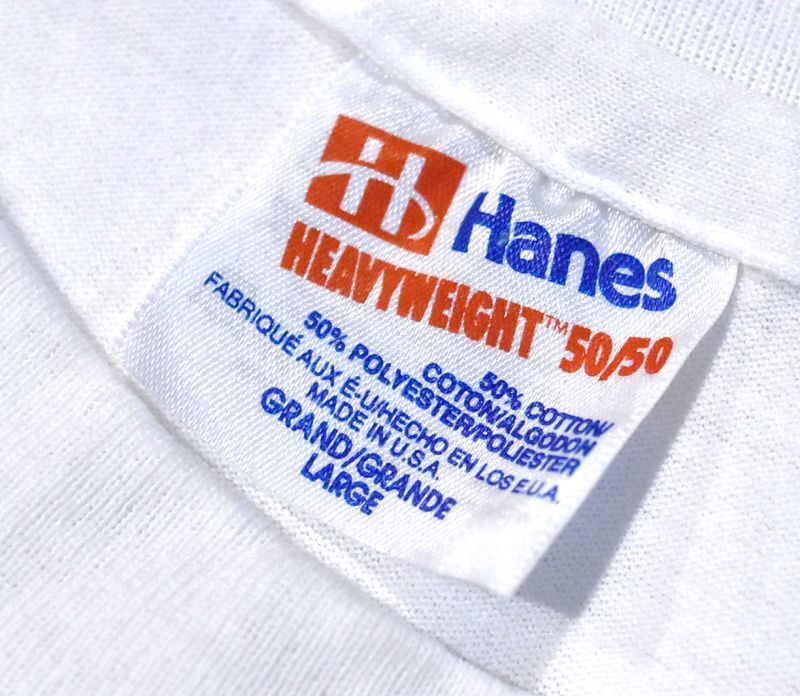 H
Hanes
HEAVYWEIGHT™ 50/50
50% COTTON/
COTON/ALGODON
50% POLYESTER/POLIESTER
FABRIQUÉ AUX É-U/HECHO EN LOS E.U.A.
MADE IN U.S.A.
GRAND/GRANDE
LARGE